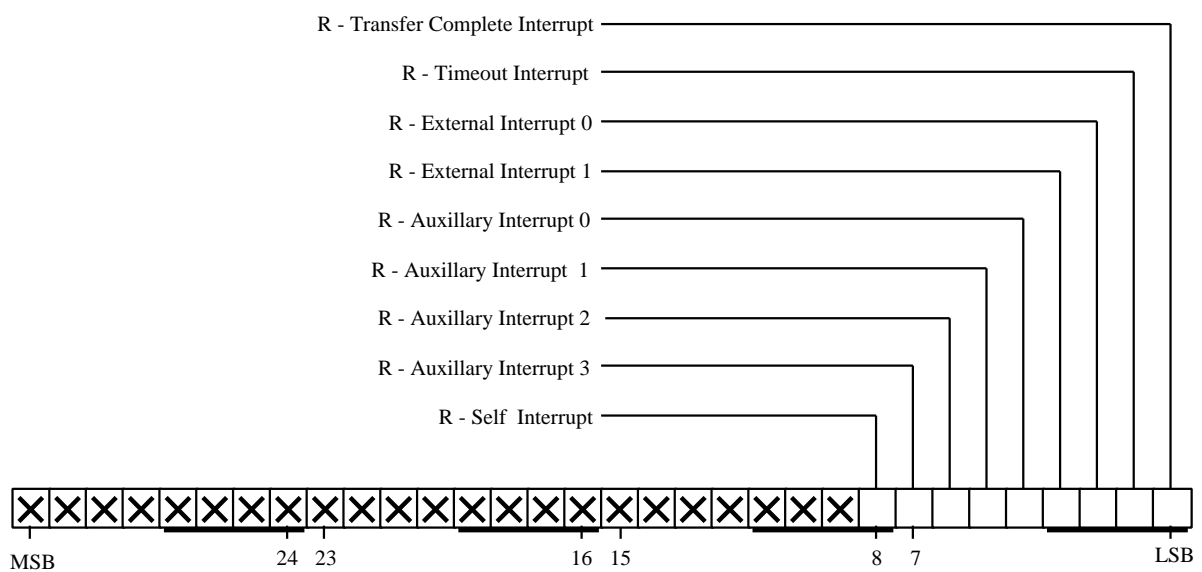 R - Transfer Complete Interrupt
R - Timeout Interrupt
R - External Interrupt 0
R - External Interrupt 1
R - Auxillary Interrupt 0
R - Auxillary Interrupt 1
R - Auxillary Interrupt 2
R - Auxillary Interrupt 3
R - Self Interrupt
MSB 24 23 16 15 8 7 LSB